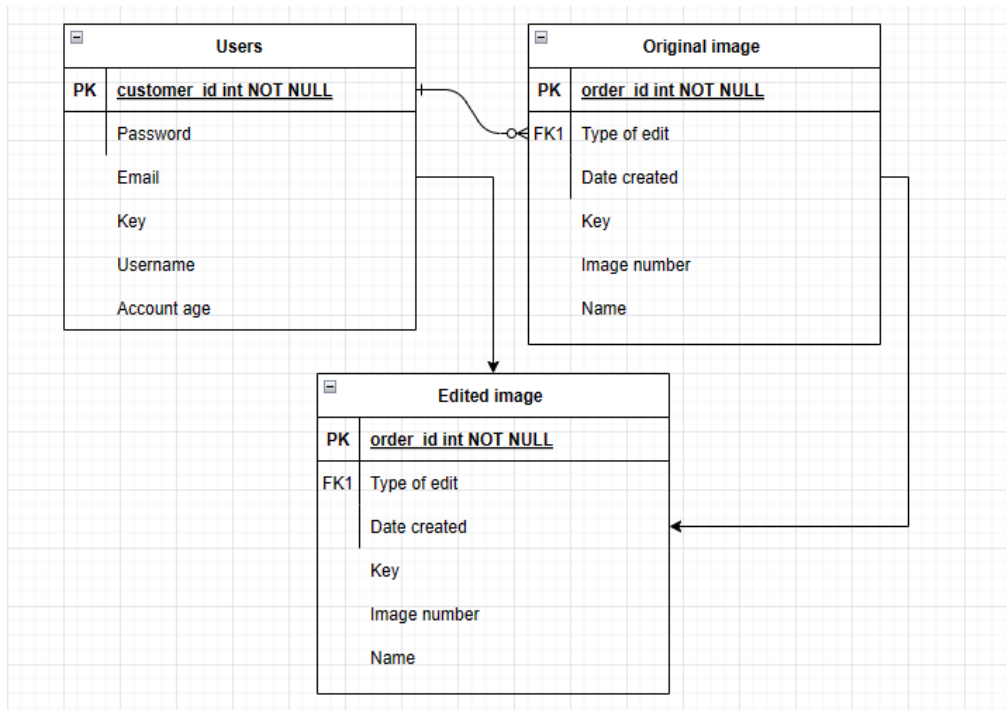 Users
PK customer_id int NOT NULL
Password
Email
Key
Username
Account age
Original image
PK order_id int NOT NULL
FK1 Type of edit
Date created
Key
Image number
Name
Edited image
PK order_id int NOT NULL
FK1 Type of edit
Date created
Key
Image number
Name